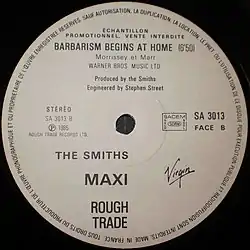 ÉCHANTILLON
PROMOTIONNEL. VENTE INTERDITE
BARBARISM BEGINS AT HOME (6'50)
Morrissey et Marr
WARNER BROS. MUSIC LTD
Produced by the Smiths
Engineered by Stephen Street
STÉRÉO
SA 3013 B
℗ 1985
ROUGH TRADE RECORDS LTD
SACEM
SA 3013
FACE B
THE SMITHS
MAXI
Virgin
ROUGH
TRADE
MADE IN FRANCE